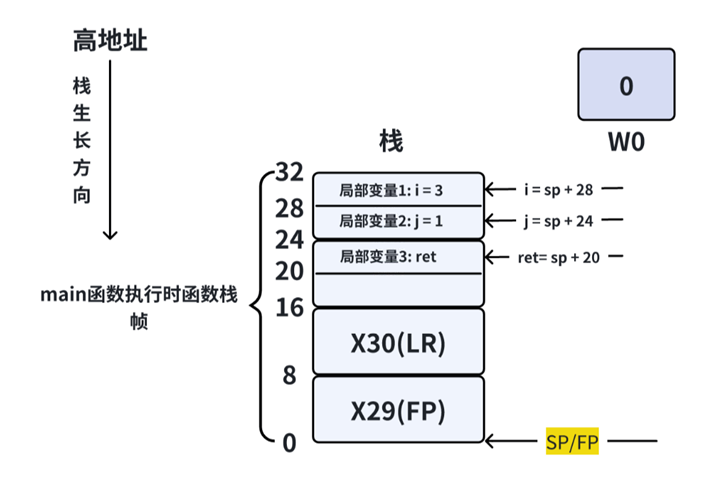 高地址
栈生长方向
0
W0
栈
32
局部变量1: i = 3
i = sp + 28
28
局部变量2: j = 1
j = sp + 24
24
局部变量3: ret
ret= sp + 20
20
main函数执行时函数栈
帧
16
X30(LR)
8
X29(FP)
0
SP/FP